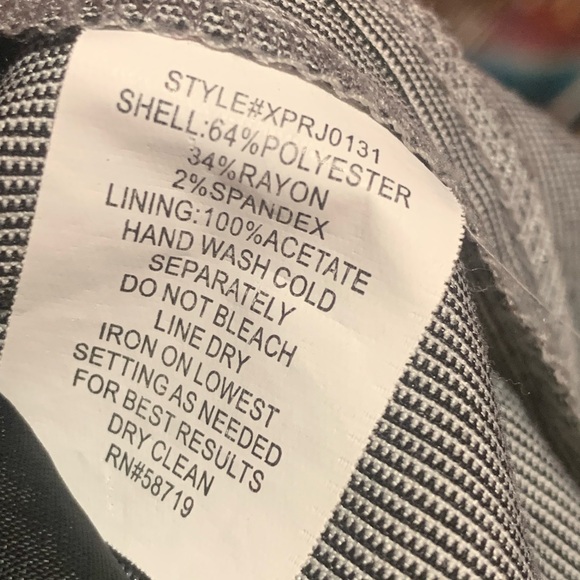 STYLE#XPRJ0131
SHELL:64%POLYESTER
34%RAYON
2%SPANDEX
LINING:100%ACETATE
HAND WASH COLD
SEPARATELY
DO NOT BLEACH
LINE DRY
IRON ON LOWEST
SETTING AS NEEDED
FOR BEST RESULTS
DRY CLEAN
RN#58719